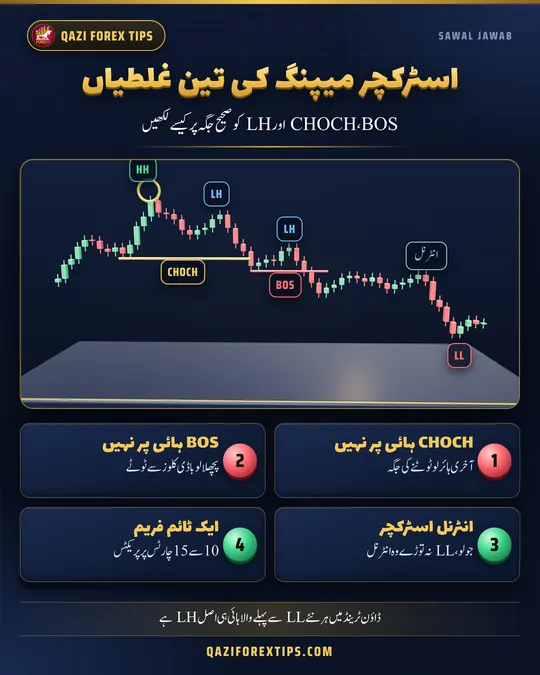 QAZI FOREX TIPS
SAWAL JAWAB
اسٹرکچر میپنگ کی تین غلطیاں
CHOCH،BOS اور LH کو صحیح جگہ پر کیسے لکھیں
HH
LH
LH
انٹرنل
CHOCH
BOS
LL
CHOCH ہائی پر نہیں
آخری ہائر لو ٹوٹنے کی جگہ
1
BOS ہائی پر نہیں
پچھلا لو باڈی کلوز سے ٹوٹے
2
انٹرنل اسٹرکچر
جو لو، LL نہ توڑے وہ انٹرنل
3
ایک ٹائم فریم
10 سے 15 چارٹس پر پریکٹس
4
ڈاؤن ٹرینڈ میں ہر نئے LL سے پہلے والا ہائی ہی اصل LH ہے
QAZIFOREXTIPS.COM